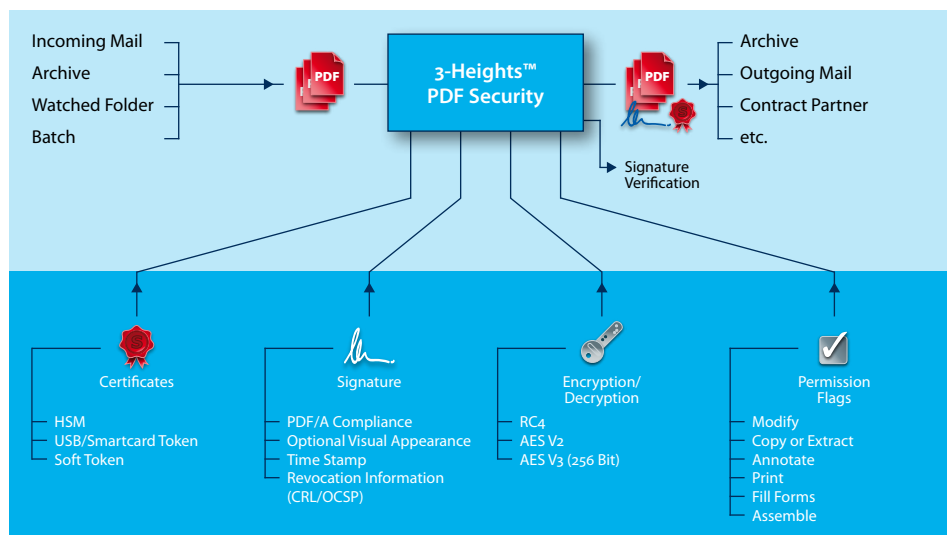 Incoming Mail
Archive
Watched Folder
Batch
PDF
3-Heights™
PDF Security
PDF
Archive
Outgoing Mail
Contract Partner
etc.
Signature
Verification
Certificates
HSM
USB/Smartcard Token
Soft Token
Signature
PDF/A Compliance
Optional Visual Appearance
Time Stamp
Revocation Information
(CRL/OCSP)
Encryption/
Decryption
RC4
AES V2
AES V3 (256 Bit)
Permission
Flags
Modify
Copy or Extract
Annotate
Print
Fill Forms
Assemble